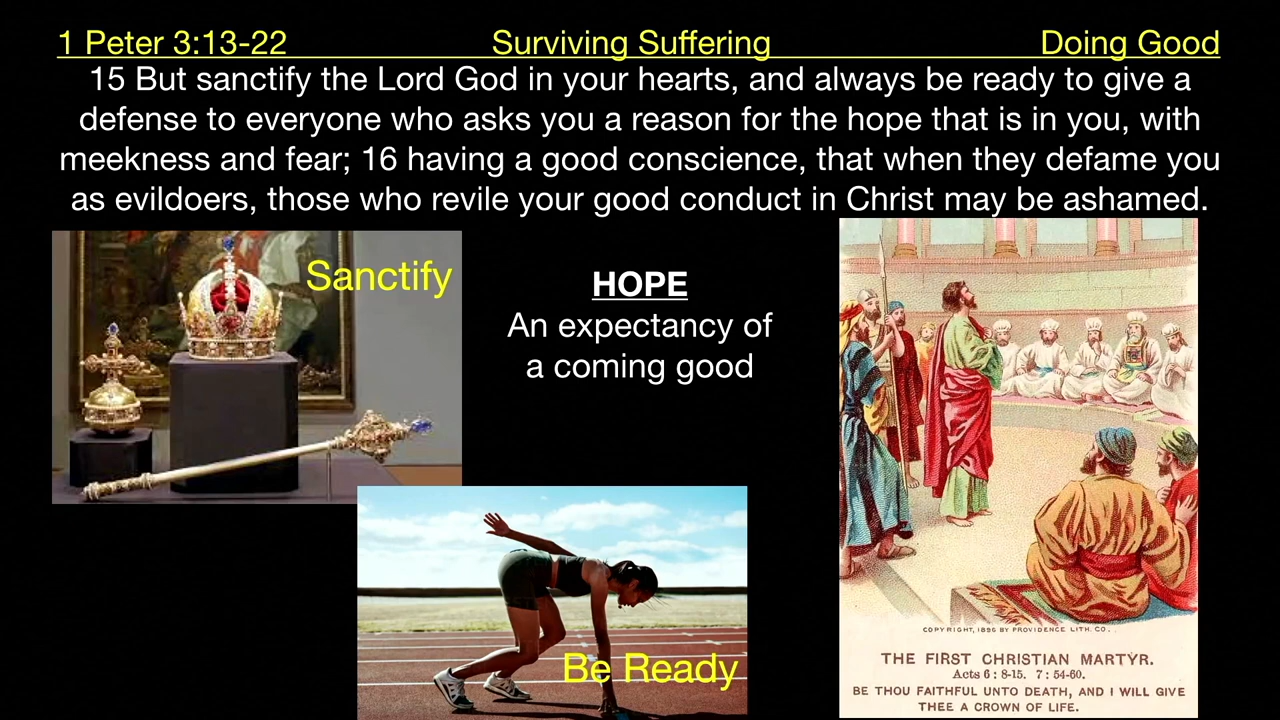 1 Peter 3:13-22 Surviving Suffering Doing Good
15 But sanctify the Lord God in your hearts, and always be ready to give a
defense to everyone who asks you a reason for the hope that is in you, with
meekness and fear; 16 having a good conscience, that when they defame you
as evildoers, those who revile your good conduct in Christ may be ashamed.
Sanctify
HOPE
An expectancy of
a coming good
Be Ready
COPYRIGHT, 1896 BY PROVIDENCE LITH. CO.
THE FIRST CHRISTIAN MARTYR.
Acts 6 : 8-15. 7 : 54-60.
BE THOU FAITHFUL UNTO DEATH, AND I WILL GIVE
THEE A CROWN OF LIFE.